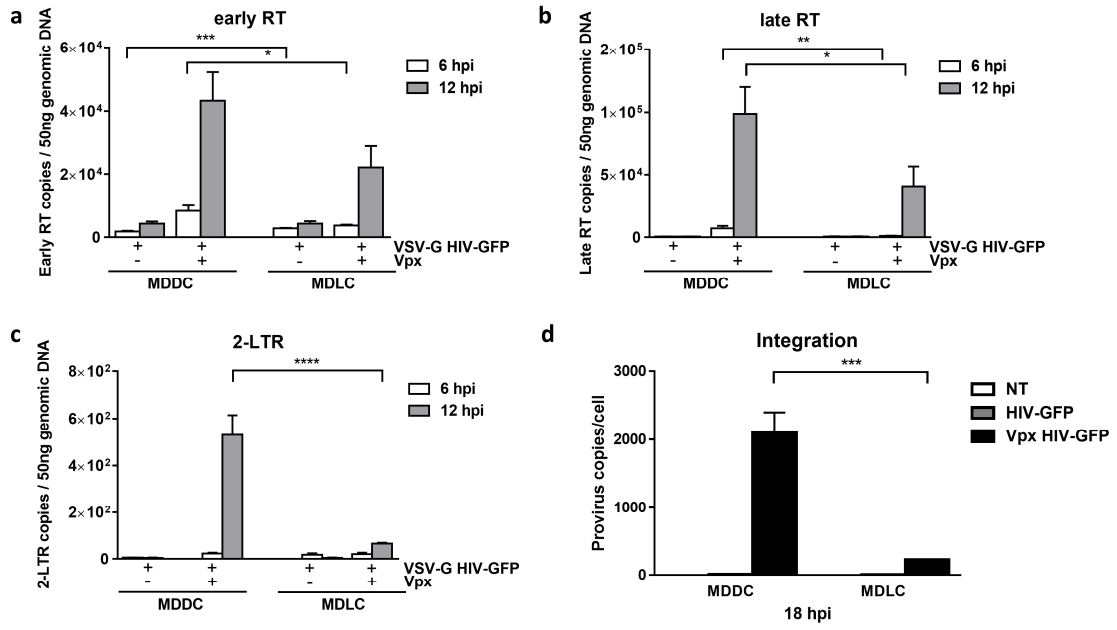 a
early RT
Early RT copies / 50ng genomic DNA
6×10⁴
4×10⁴
2×10⁴
0
***
*
6 hpi
12 hpi
+ + + + VSV-G HIV-GFP
- + - + Vpx
MDDC MDLC
b
late RT
Late RT copies / 50ng genomic DNA
2×10⁵
1×10⁵
5×10⁴
0
**
*
6 hpi
12 hpi
+ + + + VSV-G HIV-GFP
- + - + Vpx
MDDC MDLC
c
2-LTR
2-LTR copies / 50ng genomic DNA
8×10²
6×10²
4×10²
2×10²
0
****
6 hpi
12 hpi
+ + + + VSV-G HIV-GFP
- + - + Vpx
MDDC MDLC
d
Integration
Provirus copies/cell
3000
2000
1000
0
***
NT
HIV-GFP
Vpx HIV-GFP
MDDC MDLC
18 hpi